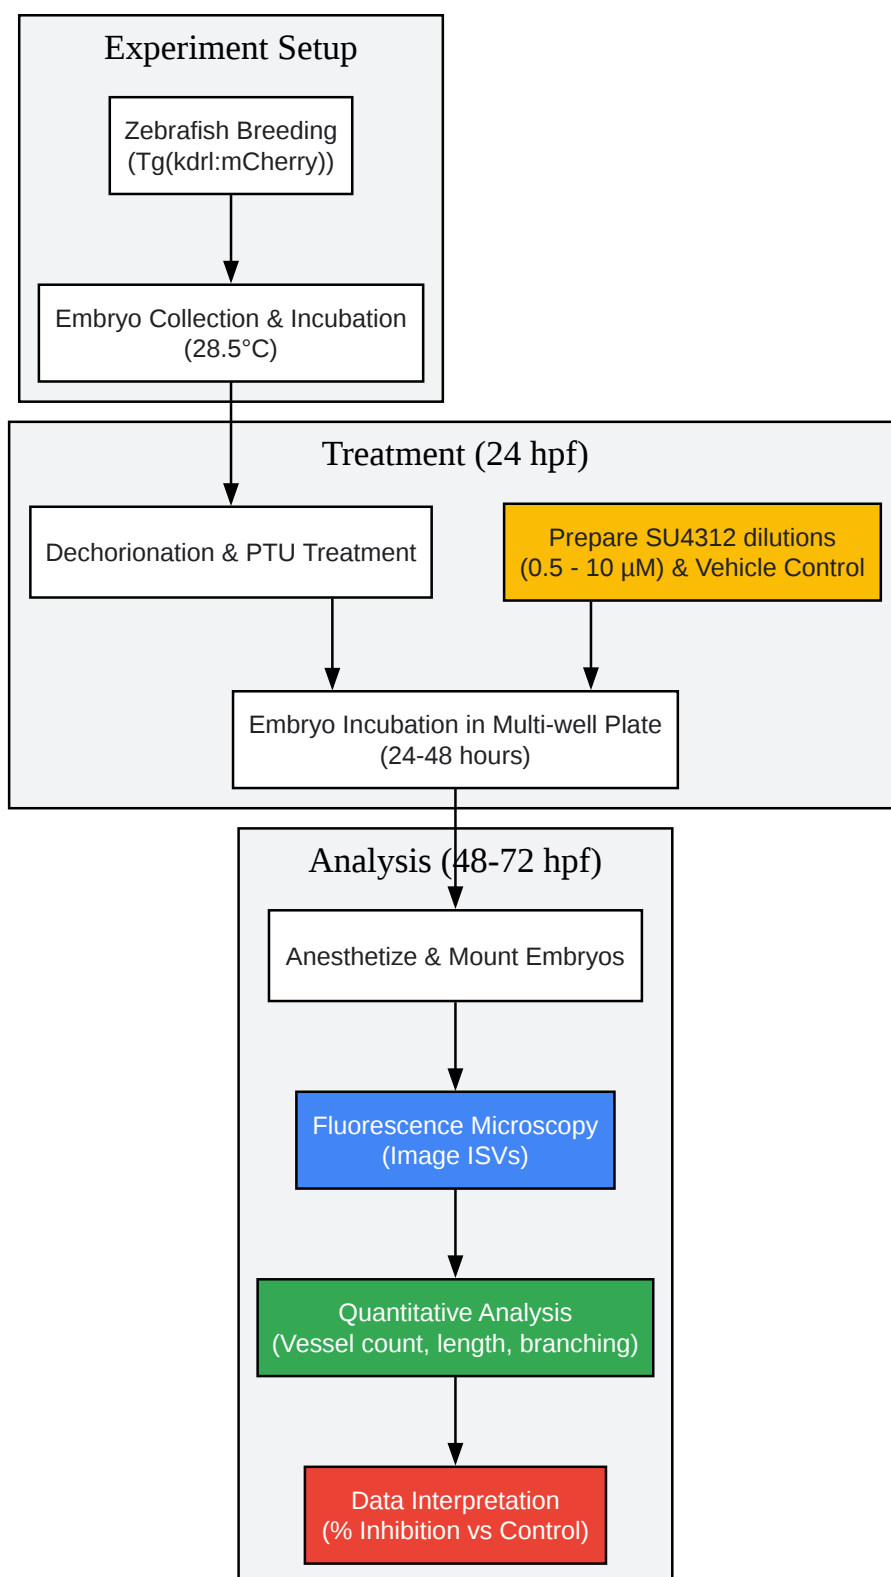 Experiment Setup
Zebrafish Breeding
(Tg(kdrl:mCherry))
Embryo Collection & Incubation
(28.5°C)
Treatment (24 hpf)
Dechorionation & PTU Treatment
Prepare SU4312 dilutions
(0.5 - 10 µM) & Vehicle Control
Embryo Incubation in Multi-well Plate
(24-48 hours)
Analysis (48-72 hpf)
Anesthetize & Mount Embryos
Fluorescence Microscopy
(Image ISVs)
Quantitative Analysis
(Vessel count, length, branching)
Data Interpretation
(% Inhibition vs Control)